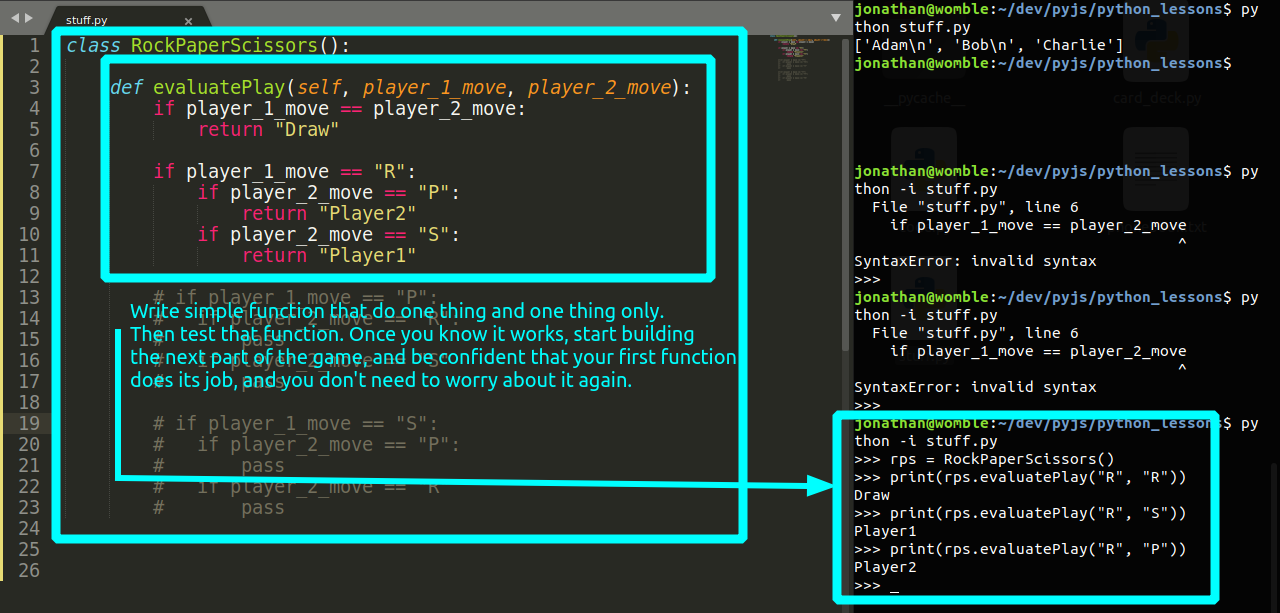 stuff.py ×
1 class RockPaperScissors():
2
3 def evaluatePlay(self, player_1_move, player_2_move):
4 if player_1_move == player_2_move:
5 return "Draw"
6
7 if player_1_move == "R":
8 if player_2_move == "P":
9 return "Player2"
10 if player_2_move == "S":
11 return "Player1"
12
13 # if player_1_move == "P":
14 # if player_2_move == "R
15 # pass
16 # if player_2_move == "S
17 # pass
18
19 # if player_1_move == "S":
20 # if player_2_move == "P":
21 # pass
22 # if player_2_move == "R
23 # pass
24
25
26
Write simple function that do one thing and one thing only.
Then test that function. Once you know it works, start building
the next part of the game, and be confident that your first function
does its job, and you don't need to worry about it again.
jonathan@womble:~/dev/pyjs/python_lessons$ py
thon stuff.py
['Adam\n', 'Bob\n', 'Charlie']
jonathan@womble:~/dev/pyjs/python_lessons$
__pycache__ card_deck.py
jonathan@womble:~/dev/pyjs/python_lessons$ py
thon -i stuff.py
File "stuff.py", line 6
if player_1_move == player_2_move
^
SyntaxError: invalid syntax
>>>
jonathan@womble:~/dev/pyjs/python_lessons$ py
thon -i stuff.py
File "stuff.py", line 6
if player_1_move == player_2_move
^
SyntaxError: invalid syntax
>>>
jonathan@womble:~/dev/pyjs/python_lessons$ py
thon -i stuff.py
>>> rps = RockPaperScissors()
>>> print(rps.evaluatePlay("R", "R"))
Draw
>>> print(rps.evaluatePlay("R", "S"))
Player1
>>> print(rps.evaluatePlay("R", "P"))
Player2
>>> _